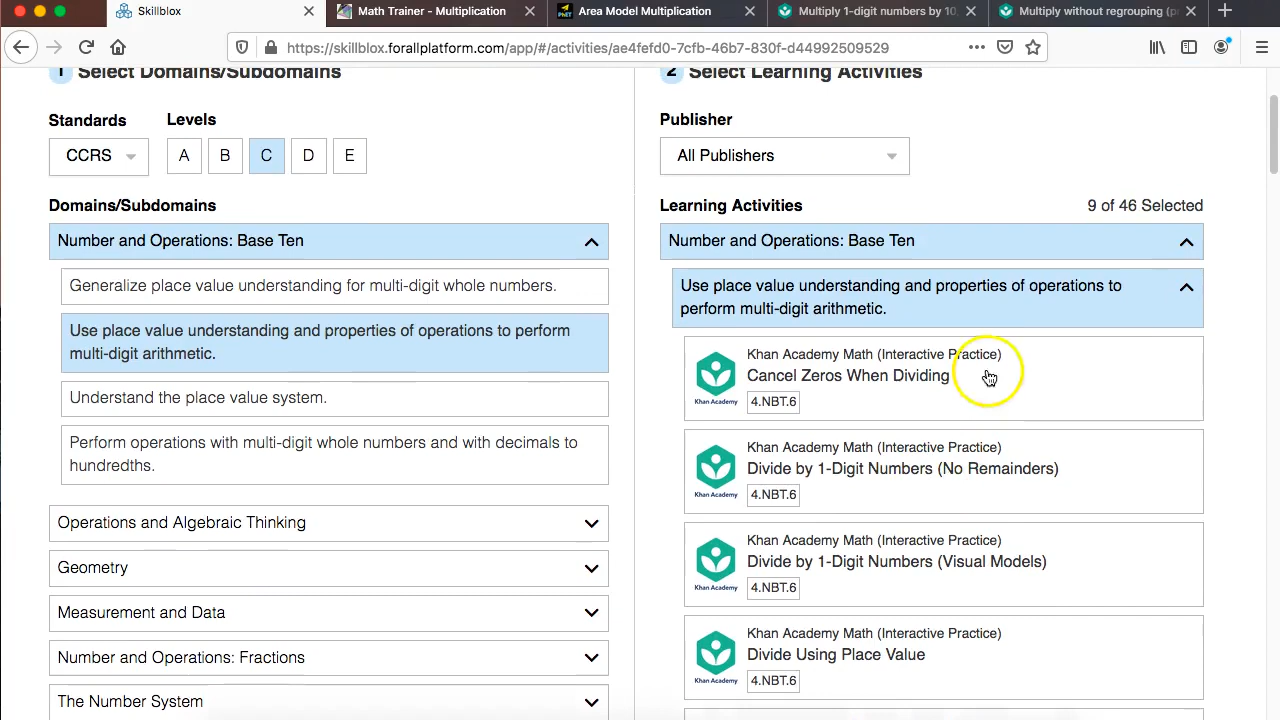 Skillblox
Math Trainer - Multiplication
Area Model Multiplication
Multiply 1-digit numbers by 10,
Multiply without regrouping (p
https://skillblox.forallplatform.com/app/#/activities/ae4fefd0-7cfb-46b7-830f-d44992509529
1 Select Domains/Subdomains
Standards
Levels
CCRS
A
B
C
D
E
Domains/Subdomains
Number and Operations: Base Ten
Generalize place value understanding for multi-digit whole numbers.
Use place value understanding and properties of operations to perform
multi-digit arithmetic.
Understand the place value system.
Perform operations with multi-digit whole numbers and with decimals to
hundredths.
Operations and Algebraic Thinking
Geometry
Measurement and Data
Number and Operations: Fractions
The Number System
2 Select Learning Activities
Publisher
All Publishers
Learning Activities
9 of 46 Selected
Number and Operations: Base Ten
Use place value understanding and properties of operations to
perform multi-digit arithmetic.
Khan Academy Math (Interactive Practice)
Cancel Zeros When Dividing
Khan Academy
4.NBT.6
Khan Academy Math (Interactive Practice)
Divide by 1-Digit Numbers (No Remainders)
Khan Academy
4.NBT.6
Khan Academy Math (Interactive Practice)
Divide by 1-Digit Numbers (Visual Models)
Khan Academy
4.NBT.6
Khan Academy Math (Interactive Practice)
Divide Using Place Value
Khan Academy
4.NBT.6